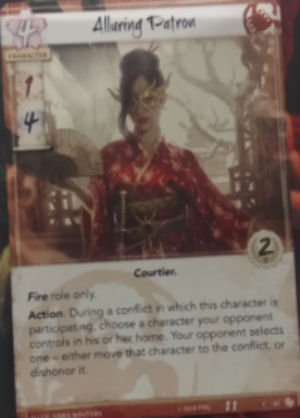 Alluring Patron
4
CHARACTER
1
4
2
Courtier.
Fire role only.
Action: During a conflict in which this character is
participating, choose a character your opponent
controls in his or her home. Your opponent selects
one – either move that character to the conflict, or
dishonor it.
11